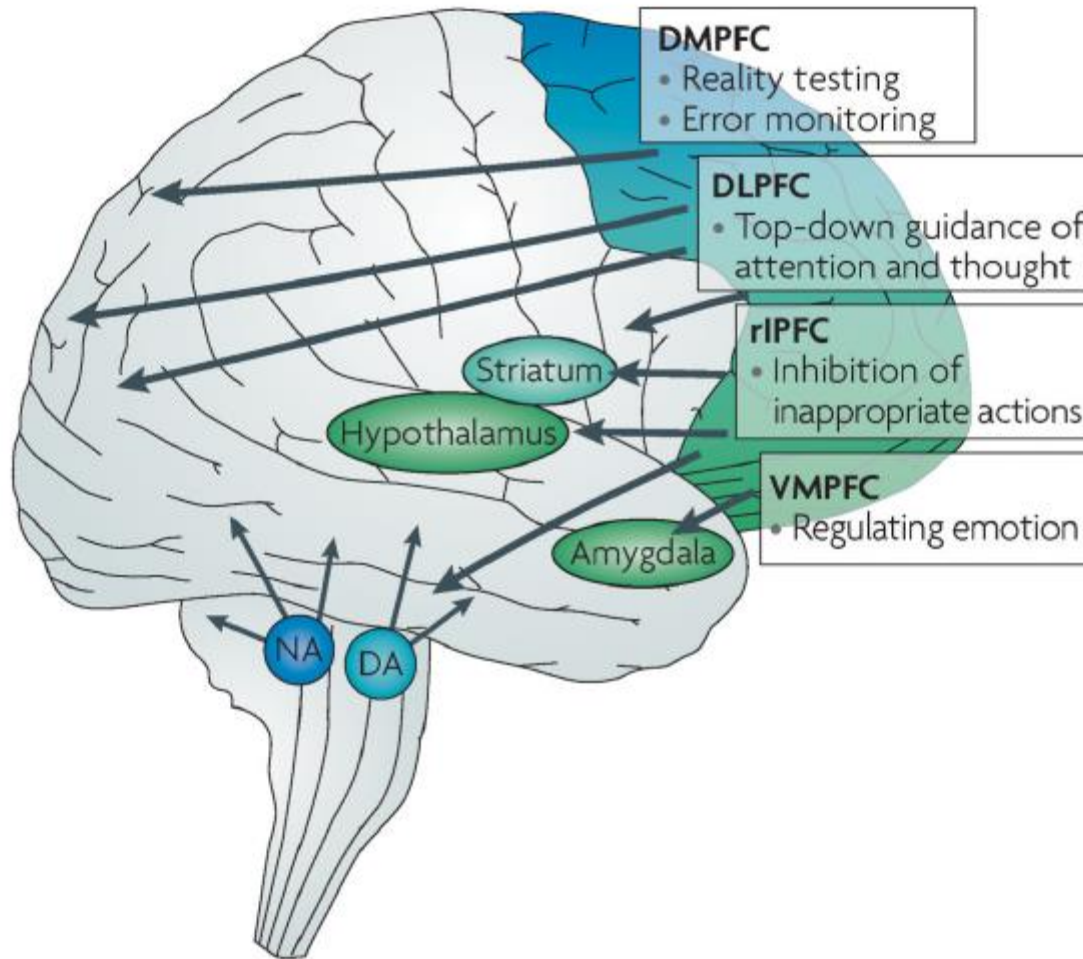 DMPFC
• Reality testing
• Error monitoring
DLPFC
• Top-down guidance of
attention and thought
rIPFC
• Inhibition of
inappropriate actions
Striatum
Hypothalamus
VMPFC
• Regulating emotion
Amygdala
NA
DA